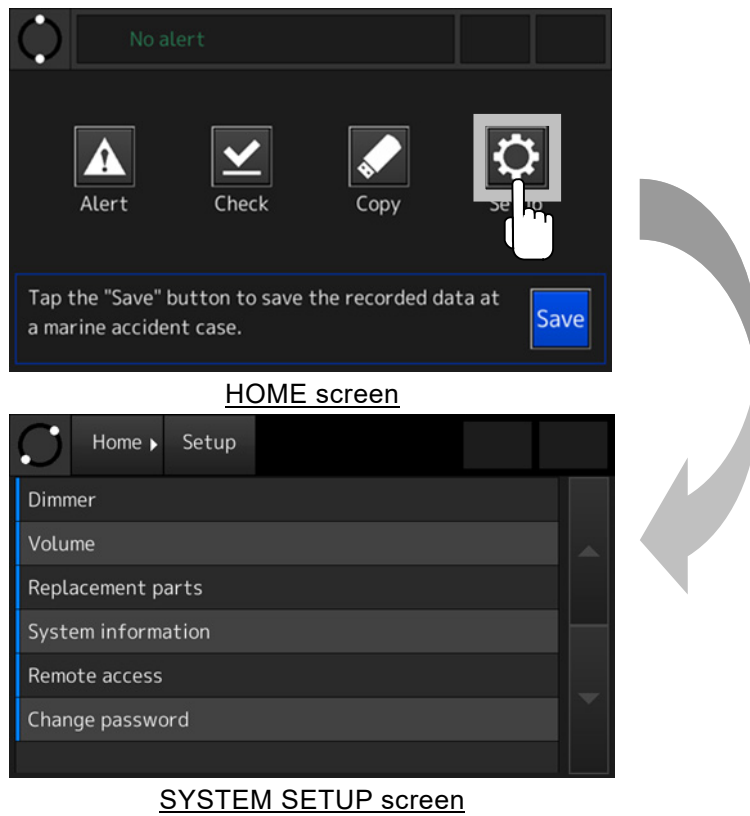 No alert
Alert Check Copy Setup
Tap the "Save" button to save the recorded data at
a marine accident case.
Save
HOME screen
Home Setup
Dimmer
Volume
Replacement parts
System information
Remote access
Change password
SYSTEM SETUP screen